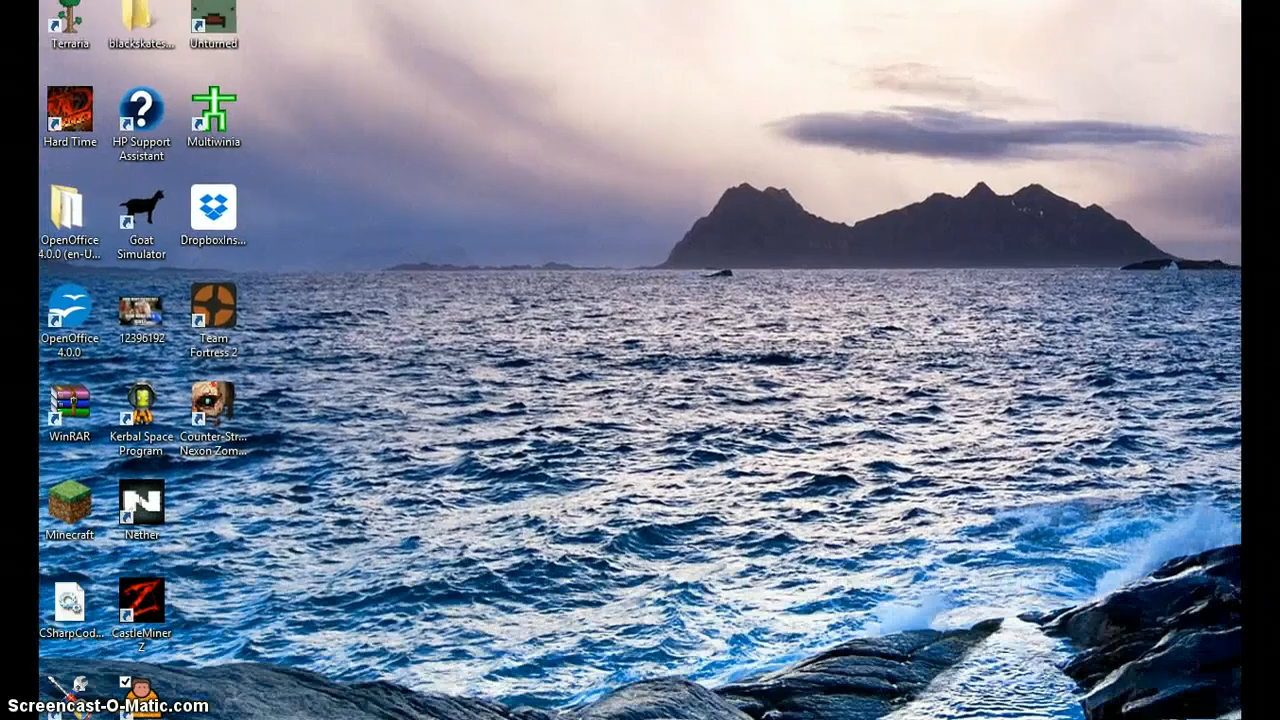 Terraria
blackskates...
Unturned
Hard Time
HP Support
Assistant
Multiwinia
OpenOffice
4.0.0 (en-U...
Goat
Simulator
DropboxIns...
OpenOffice
4.0.0
12396192
Team
Fortress 2
WinRAR
Kerbal Space
Program
Counter-Str...
Nexon Zom...
Minecraft
Nether
CSharpCod...
CastleMiner
Z
Screencast-O-Matic.com